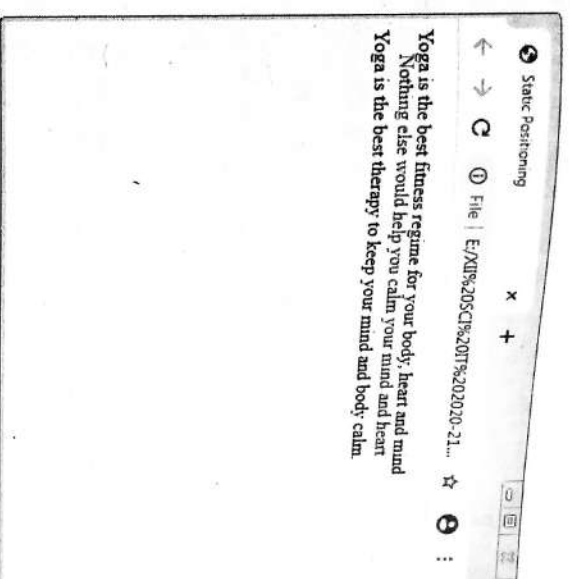 Static Positioning × +
← → C ⓘ File | E:/XII%20SCI%20IT%202020-21... ☆ ⋮
Yoga is the best fitness regime for your body, heart and mind
Nothing else would help you calm your mind and heart
Yoga is the best therapy to keep your mind and body calm.